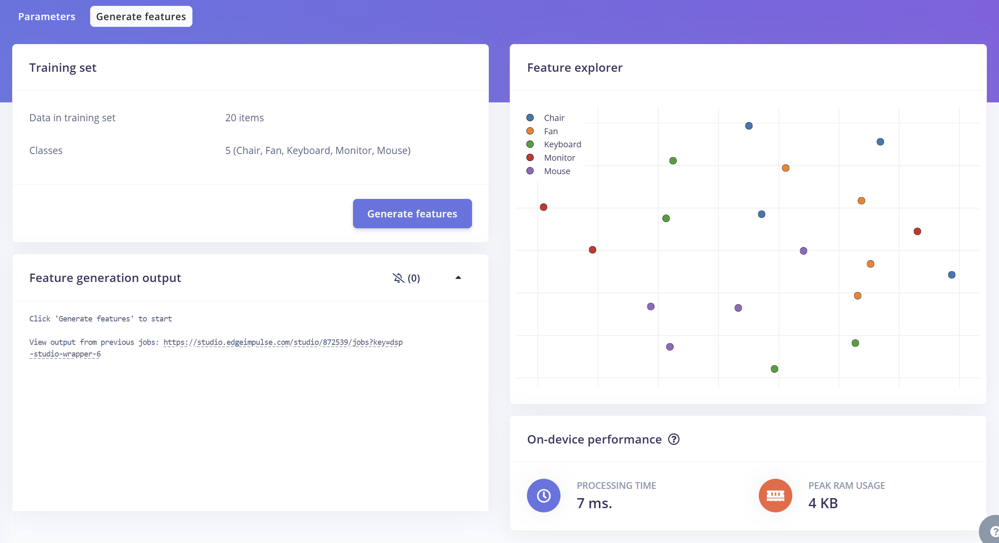 Parameters
Generate features
Training set
Data in training set
20 items
Classes
5 (Chair, Fan, Keyboard, Monitor, Mouse)
Generate features
Feature generation output
(0)
Click 'Generate features' to start
View output from previous jobs: https://studio.edgeimpulse.com/studio/872539/jobs?key=dsp
-studio-wrapper-6
Feature explorer
Chair
Fan
Keyboard
Monitor
Mouse
On-device performance ?
PROCESSING TIME
7 ms.
PEAK RAM USAGE
4 KB
?